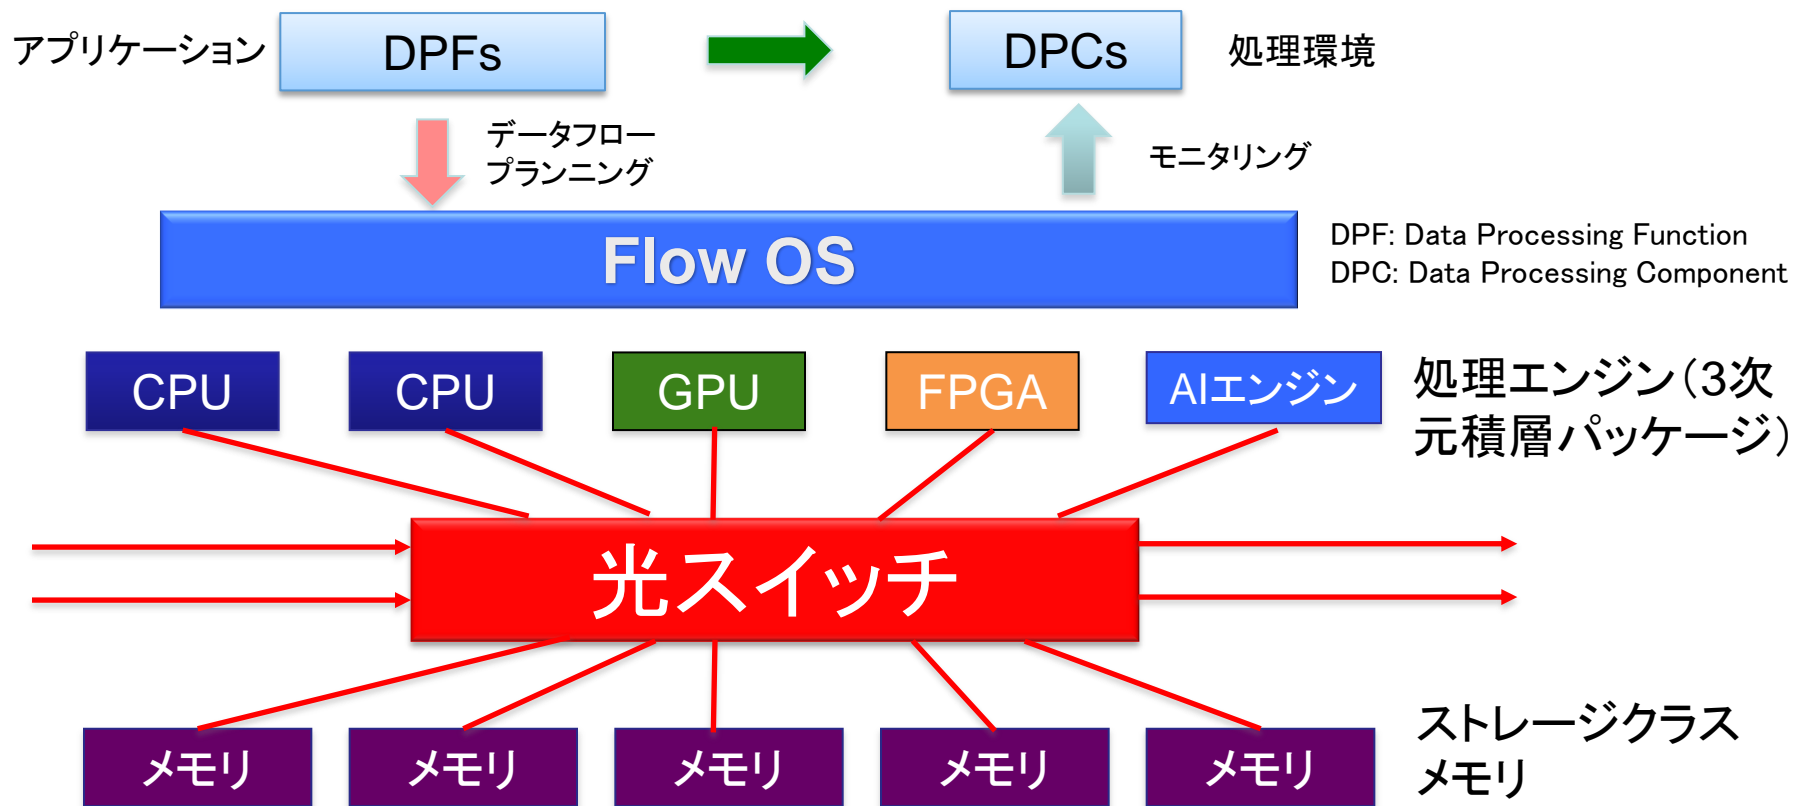 アプリケーション
DPFs
DPCs
処理環境
データフロー
プランニング
モニタリング
Flow OS
DPF: Data Processing Function
DPC: Data Processing Component
CPU
CPU
GPU
FPGA
AIエンジン
処理エンジン（3次
元積層パッケージ）
光スイッチ
メモリ
メモリ
メモリ
メモリ
メモリ
ストレージクラス
メモリ